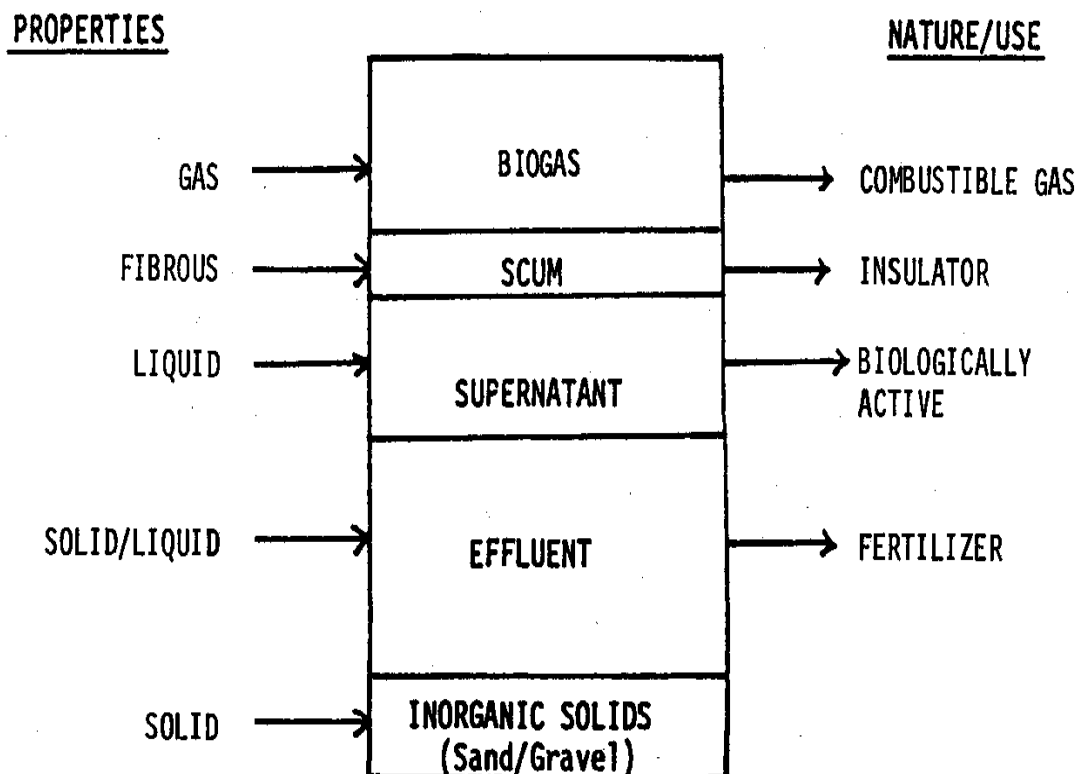 PROPERTIES
NATURE/USE
GAS
BIOGAS
COMBUSTIBLE GAS
FIBROUS
SCUM
INSULATOR
LIQUID
SUPERNATANT
BIOLOGICALLY
ACTIVE
SOLID/LIQUID
EFFLUENT
FERTILIZER
SOLID
INORGANIC SOLIDS
(Sand/Gravel)